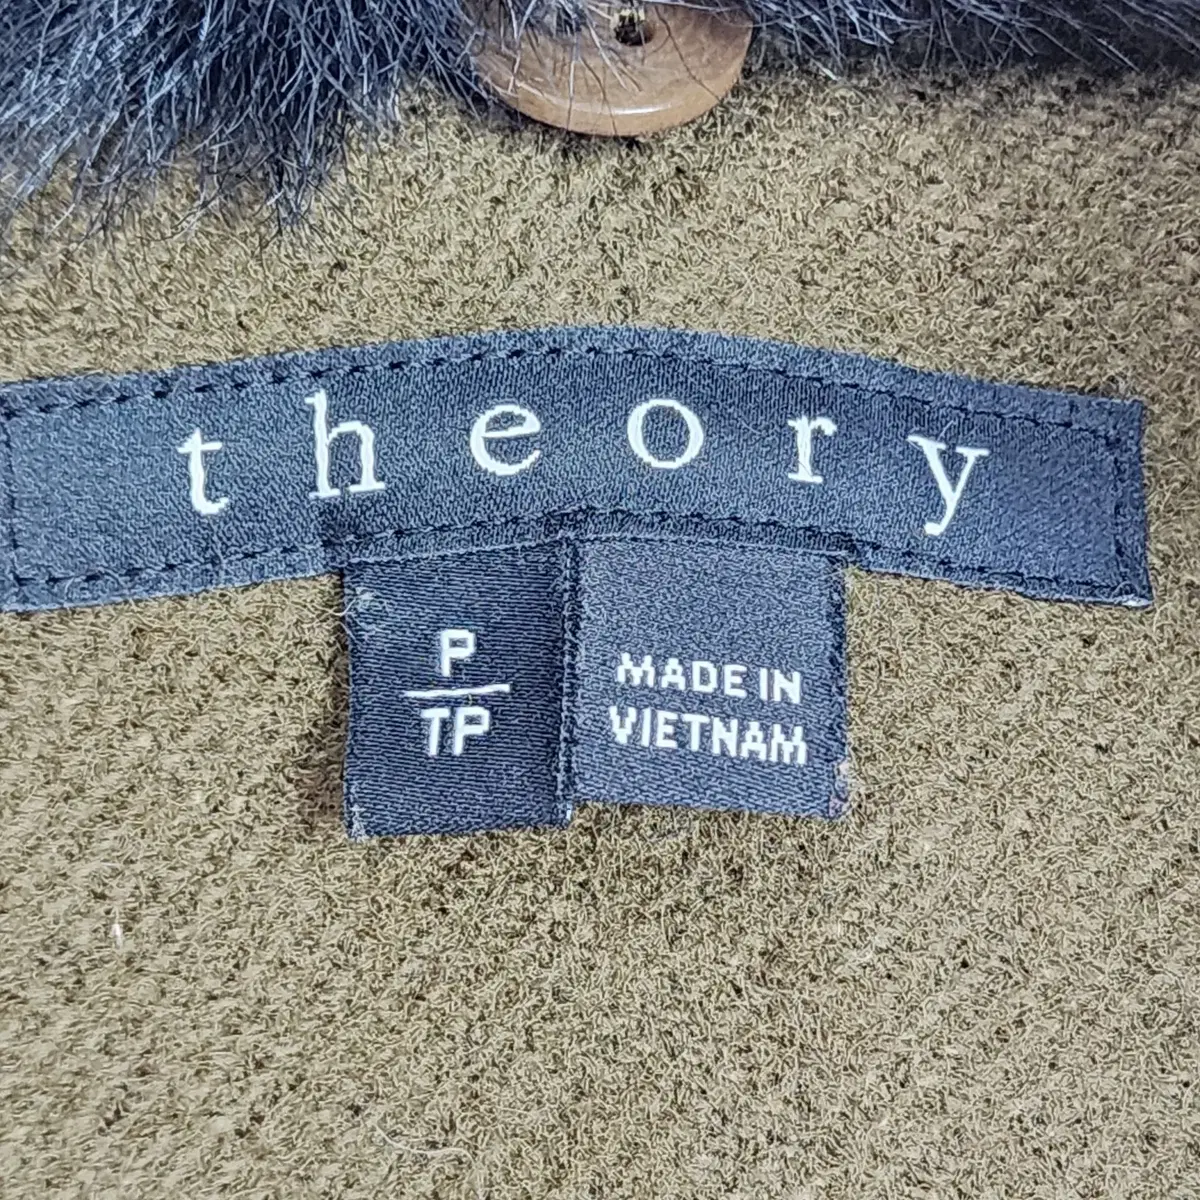 theory
P
TP
MADE IN
VIETNAM